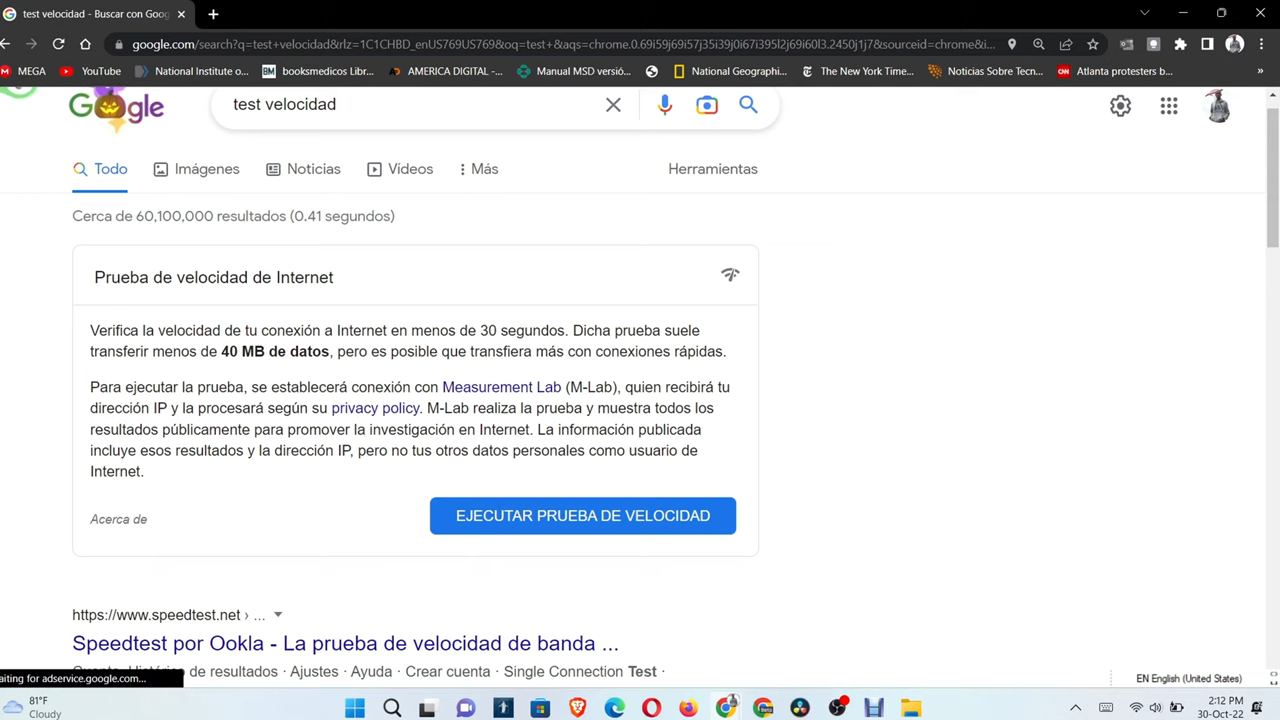 test velocidad - Buscar con Goog
google.com/search?q=test+velocidad&rlz=1C1CHBD_enUS769US769&oq=test+&aqs=chrome.0.69i59j69i57j35i39j0i67i395l2j69i60l3.2450j1j7&sourceid=chrome&i...
MEGA YouTube National Institute o... booksmedicos Libr... AMERICA DIGITAL -... Manual MSD versió... National Geographi... The New York Time... Noticias Sobre Tecn... Atlanta protesters b... »
Google test velocidad
Todo Imágenes Noticias Vídeos Más Herramientas
Cerca de 60,100,000 resultados (0.41 segundos)
Prueba de velocidad de Internet
Verifica la velocidad de tu conexión a Internet en menos de 30 segundos. Dicha prueba suele
transferir menos de 40 MB de datos, pero es posible que transfiera más con conexiones rápidas.
Para ejecutar la prueba, se establecerá conexión con Measurement Lab (M-Lab), quien recibirá tu
dirección IP y la procesará según su privacy policy. M-Lab realiza la prueba y muestra todos los
resultados públicamente para promover la investigación en Internet. La información publicada
incluye esos resultados y la dirección IP, pero no tus otros datos personales como usuario de
Internet.
Acerca de EJECUTAR PRUEBA DE VELOCIDAD
https://www.speedtest.net › ...
Speedtest por Ookla - La prueba de velocidad de banda ...
de resultados · Ajustes · Ayuda · Crear cuenta · Single Connection Test ·
aiting for adservice.google.com...
EN English (United States)
81°F
Cloudy
2:12 PM
30-Oct-22